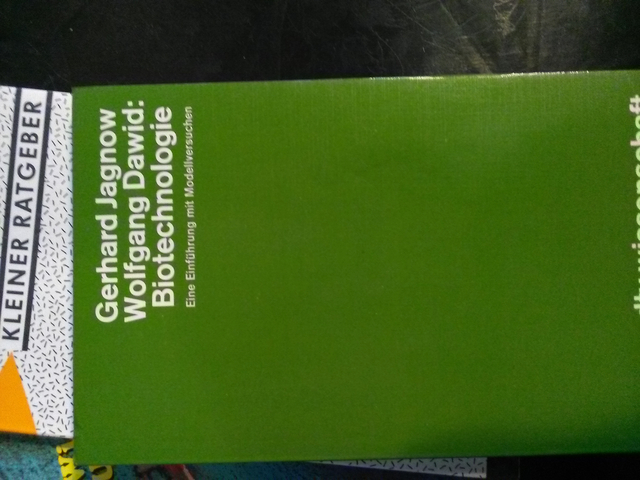 KLEINER RATGEBER
Gerhard Jagnow
Wolfgang Dawid:
Biotechnologie
Eine Einführung mit Modellversuchen